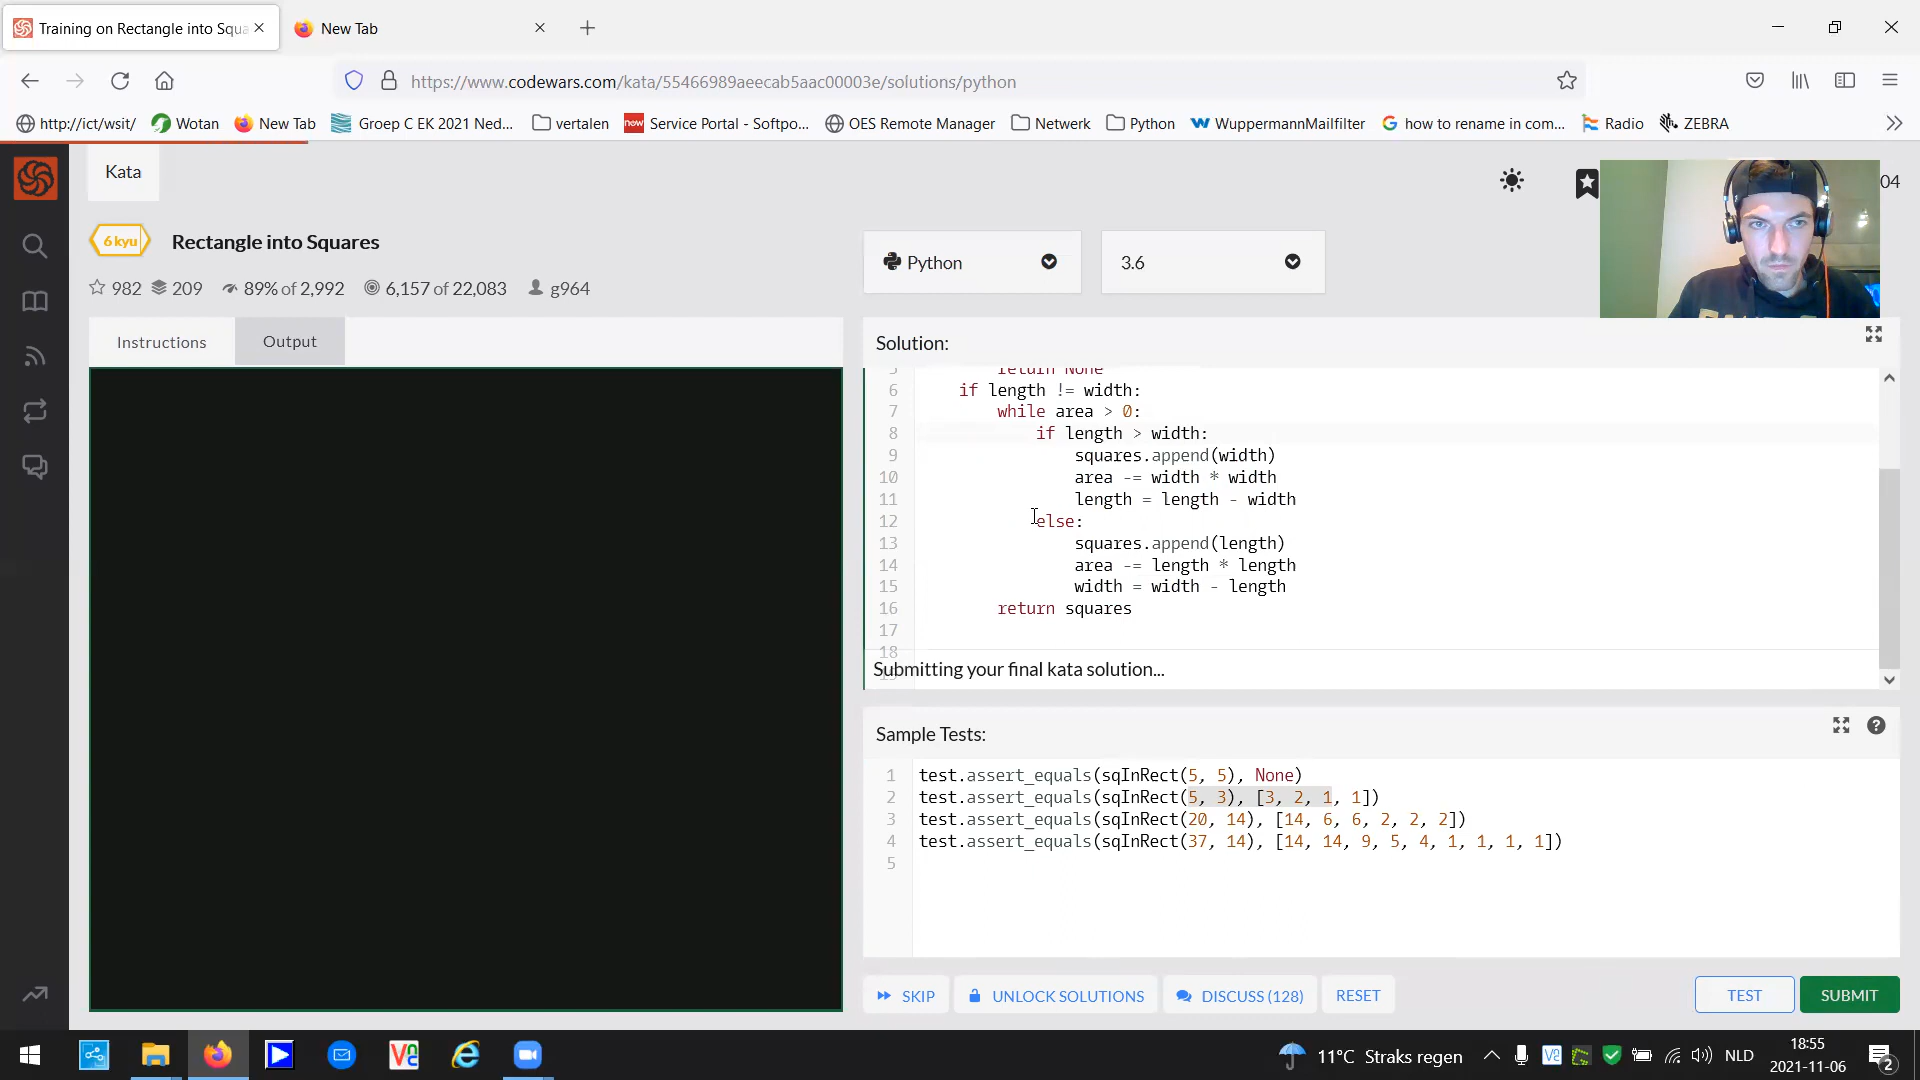 Training on Rectangle into Squa
New Tab
https://www.codewars.com/kata/55466989aeecab5aac00003e/solutions/python
http://ict/wsit/
Wotan
New Tab
Groep C EK 2021 Ned...
vertalen
Service Portal - Softpo...
OES Remote Manager
Netwerk
Python
WuppermannMailfilter
how to rename in com...
Radio
ZEBRA
Kata
04
6 kyu
Rectangle into Squares
Python
3.6
982
209
89% of 2,992
6,157 of 22,083
g964
Instructions
Output
Solution:
5 return None
6 if length != width:
7 while area > 0:
8 if length > width:
9 squares.append(width)
10 area -= width * width
11 length = length - width
12 else:
13 squares.append(length)
14 area -= length * length
15 width = width - length
16 return squares
17
18
Submitting your final kata solution...
Sample Tests:
1 test.assert_equals(sqInRect(5, 5), None)
2 test.assert_equals(sqInRect(5, 3), [3, 2, 1, 1])
3 test.assert_equals(sqInRect(20, 14), [14, 6, 6, 2, 2, 2])
4 test.assert_equals(sqInRect(37, 14), [14, 14, 9, 5, 4, 1, 1, 1, 1])
5
SKIP
UNLOCK SOLUTIONS
DISCUSS (128)
RESET
TEST
SUBMIT
11°C Straks regen
NLD
18:55
2021-11-06
2